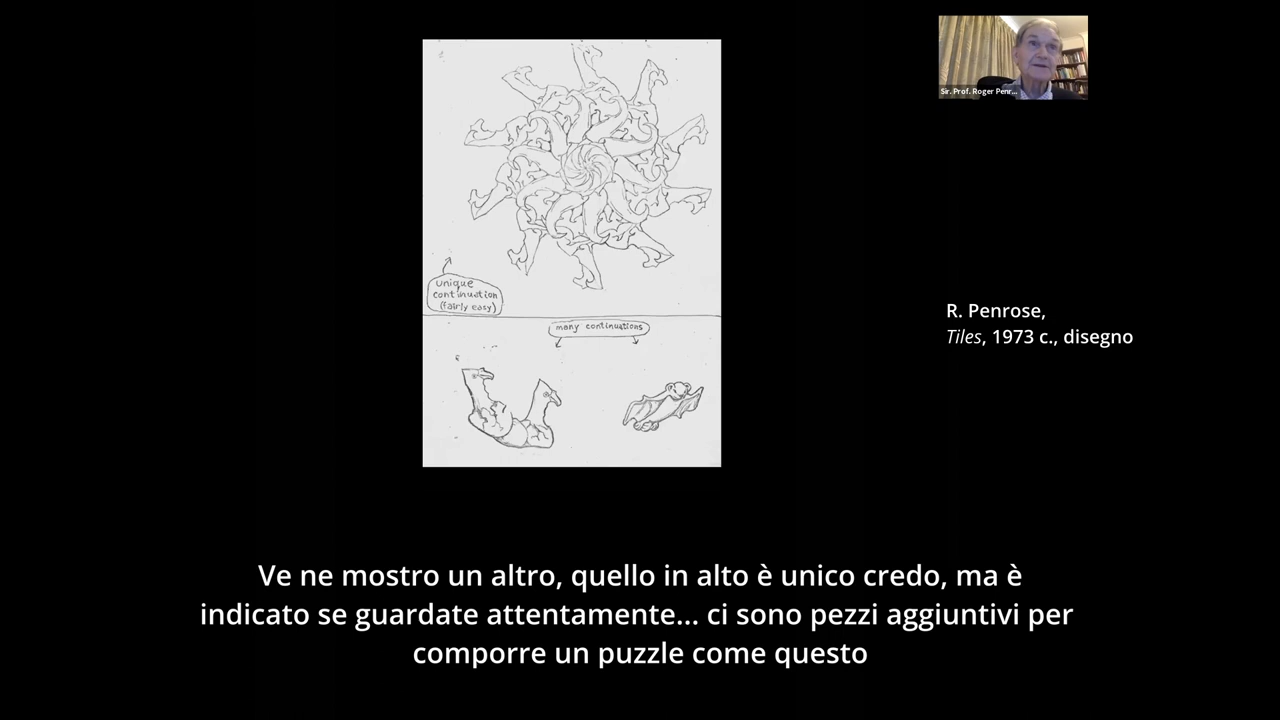 Sir. Prof. Roger Penr...
unique
continuation
(fairly easy)
many continuations
R. Penrose,
Tiles, 1973 c., disegno
Ve ne mostro un altro, quello in alto è unico credo, ma è
indicato se guardate attentamente... ci sono pezzi aggiuntivi per
comporre un puzzle come questo